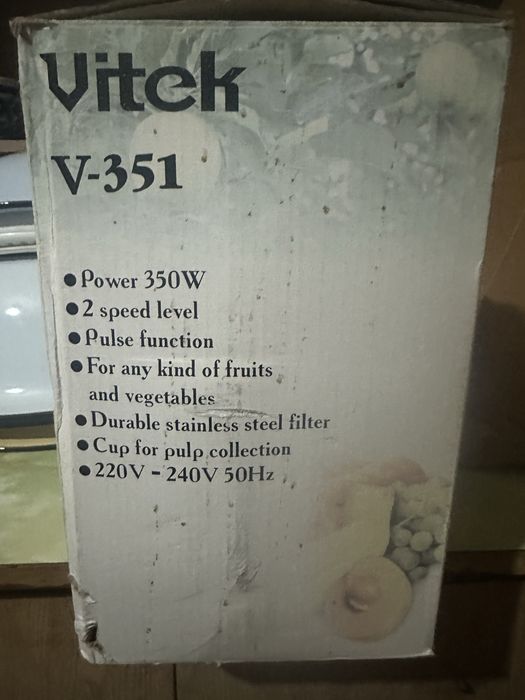 Vitek
V-351
• Power 350W
• 2 speed level
• Pulse function
• For any kind of fruits
and vegetables
• Durable stainless steel filter
• Cup for pulp collection
• 220V - 240V 50Hz